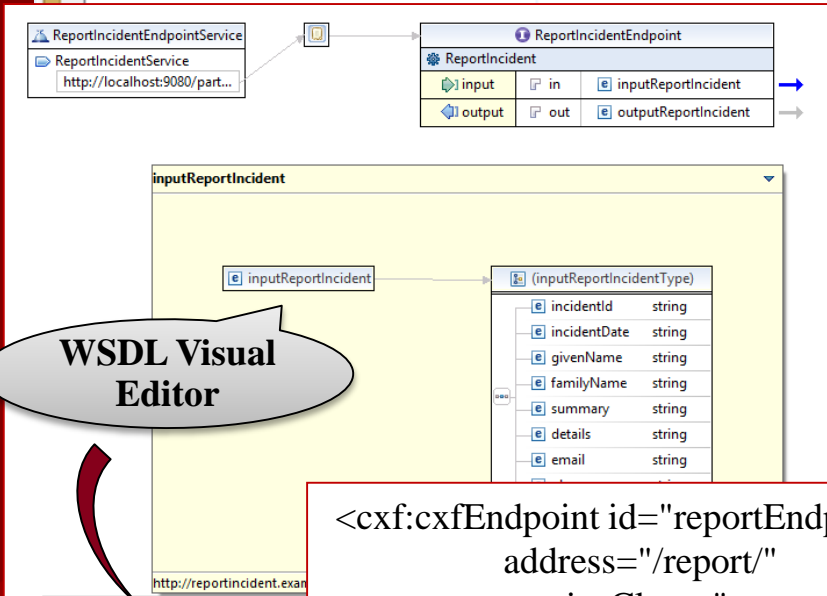 ReportIncidentEndpointService
ReportIncidentService
http://localhost:9080/part...
ReportIncidentEndpoint
ReportIncident
input in inputReportIncident
output out outputReportIncident
inputReportIncident
inputReportIncident
(inputReportIncidentType)
incidentId string
incidentDate string
givenName string
familyName string
summary string
details string
email string
WSDL Visual
Editor
http://reportincident.exam
<cxf:cxfEndpoint id="reportEndp
address="/report/"